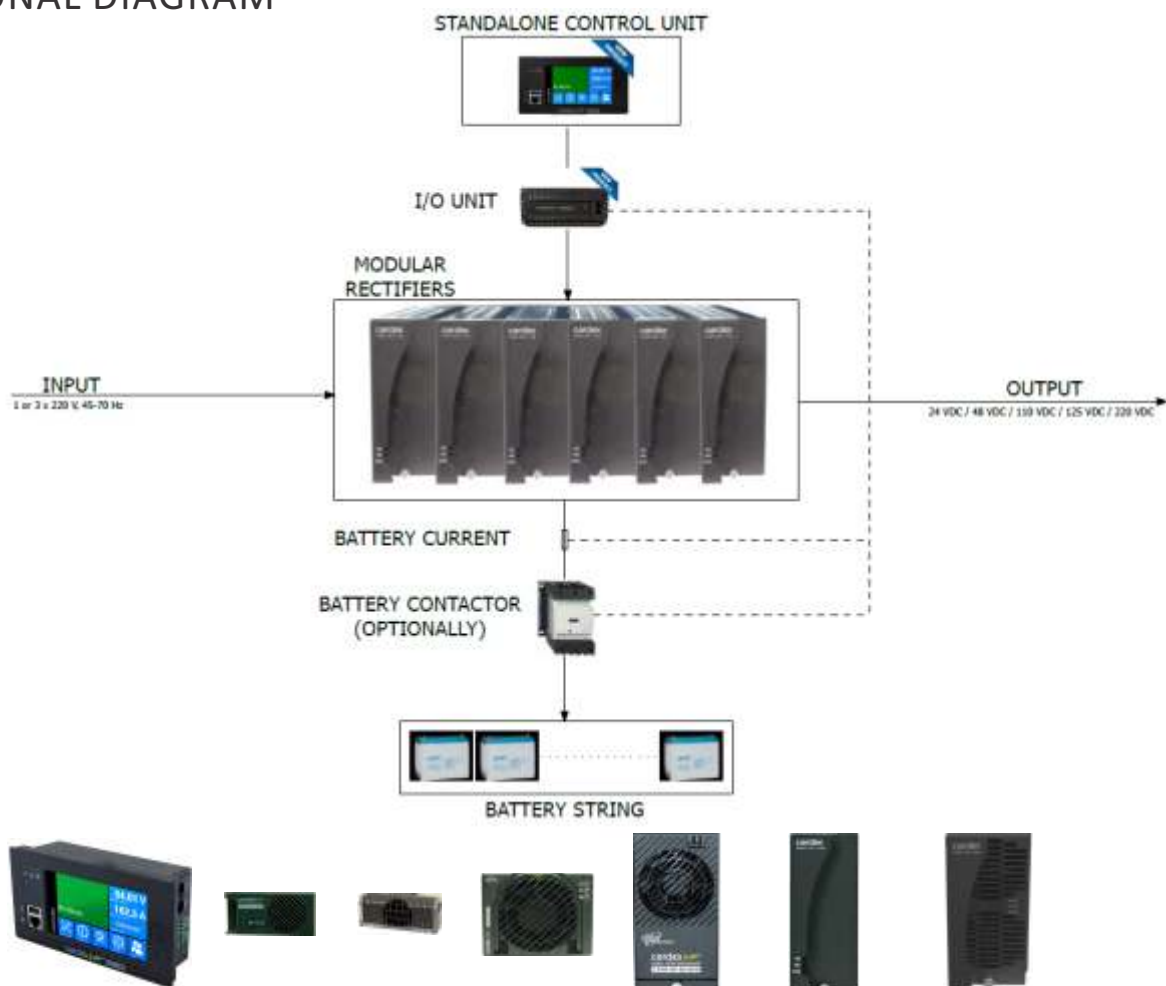 ONAL DIAGRAM
STANDALONE CONTROL UNIT
I/O UNIT
MODULAR
RECTIFIERS
INPUT
1 or 3 x 220 V, 45-70 Hz
OUTPUT
24 VDC / 48 VDC / 110 VDC / 125 VDC / 220 VDC
BATTERY CURRENT
BATTERY CONTACTOR
(OPTIONALLY)
BATTERY STRING